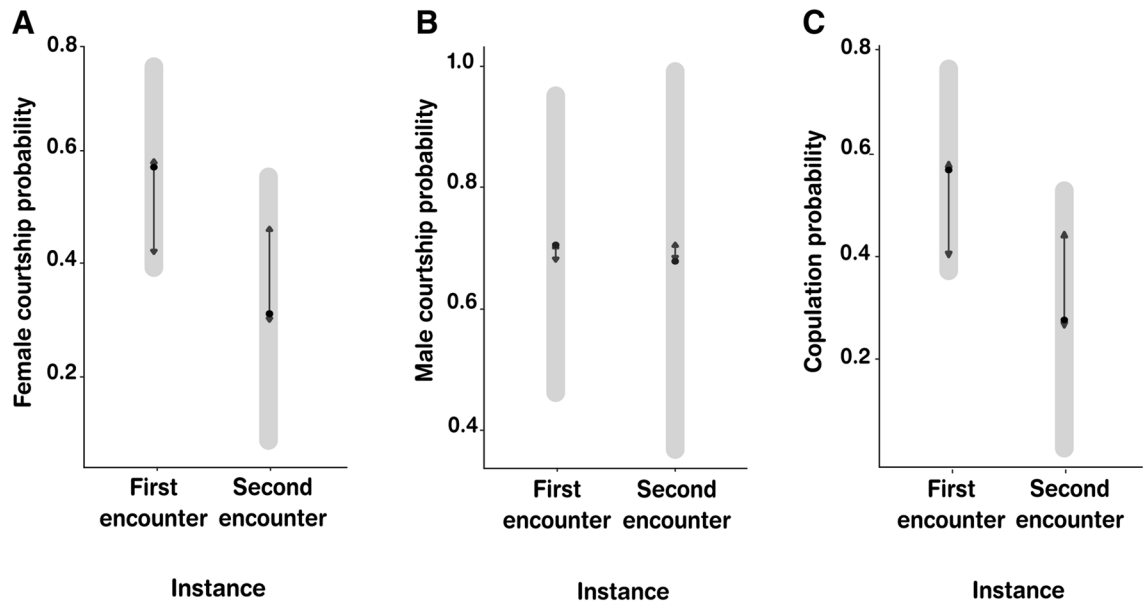 A
Female courtship probability
0.8
0.6
0.4
0.2
First
encounter
Second
encounter
Instance
B
Male courtship probability
1.0
0.8
0.6
0.4
First
encounter
Second
encounter
Instance
C
Copulation probability
0.8
0.6
0.4
0.2
First
encounter
Second
encounter
Instance